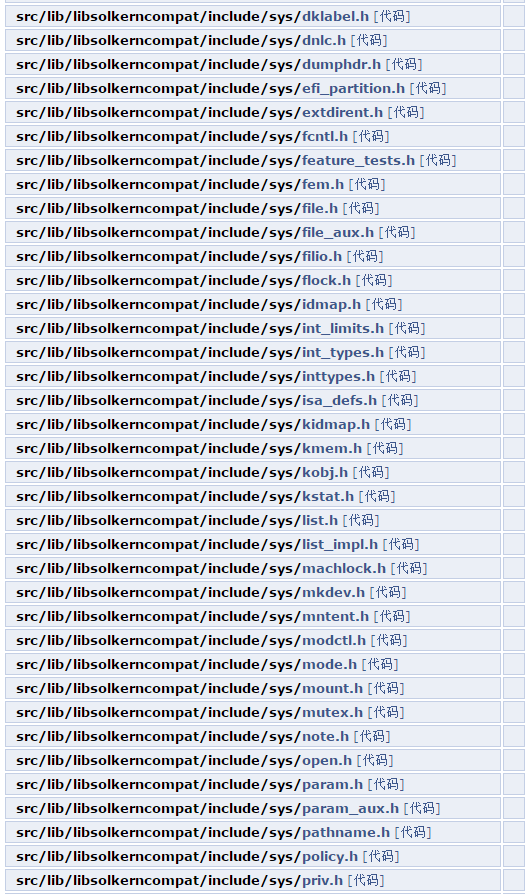 src/lib/libsolkerncompat/include/sys/dklabel.h [代码]
src/lib/libsolkerncompat/include/sys/dnlc.h [代码]
src/lib/libsolkerncompat/include/sys/dumphdr.h [代码]
src/lib/libsolkerncompat/include/sys/efi_partition.h [代码]
src/lib/libsolkerncompat/include/sys/extdirent.h [代码]
src/lib/libsolkerncompat/include/sys/fcntl.h [代码]
src/lib/libsolkerncompat/include/sys/feature_tests.h [代码]
src/lib/libsolkerncompat/include/sys/fem.h [代码]
src/lib/libsolkerncompat/include/sys/file.h [代码]
src/lib/libsolkerncompat/include/sys/file_aux.h [代码]
src/lib/libsolkerncompat/include/sys/filio.h [代码]
src/lib/libsolkerncompat/include/sys/flock.h [代码]
src/lib/libsolkerncompat/include/sys/idmap.h [代码]
src/lib/libsolkerncompat/include/sys/int_limits.h [代码]
src/lib/libsolkerncompat/include/sys/int_types.h [代码]
src/lib/libsolkerncompat/include/sys/inttypes.h [代码]
src/lib/libsolkerncompat/include/sys/isa_defs.h [代码]
src/lib/libsolkerncompat/include/sys/kidmap.h [代码]
src/lib/libsolkerncompat/include/sys/kmem.h [代码]
src/lib/libsolkerncompat/include/sys/kobj.h [代码]
src/lib/libsolkerncompat/include/sys/kstat.h [代码]
src/lib/libsolkerncompat/include/sys/list.h [代码]
src/lib/libsolkerncompat/include/sys/list_impl.h [代码]
src/lib/libsolkerncompat/include/sys/machlock.h [代码]
src/lib/libsolkerncompat/include/sys/mkdev.h [代码]
src/lib/libsolkerncompat/include/sys/mntent.h [代码]
src/lib/libsolkerncompat/include/sys/modctl.h [代码]
src/lib/libsolkerncompat/include/sys/mode.h [代码]
src/lib/libsolkerncompat/include/sys/mount.h [代码]
src/lib/libsolkerncompat/include/sys/mutex.h [代码]
src/lib/libsolkerncompat/include/sys/note.h [代码]
src/lib/libsolkerncompat/include/sys/open.h [代码]
src/lib/libsolkerncompat/include/sys/param.h [代码]
src/lib/libsolkerncompat/include/sys/param_aux.h [代码]
src/lib/libsolkerncompat/include/sys/pathname.h [代码]
src/lib/libsolkerncompat/include/sys/policy.h [代码]
src/lib/libsolkerncompat/include/sys/priv.h [代码]